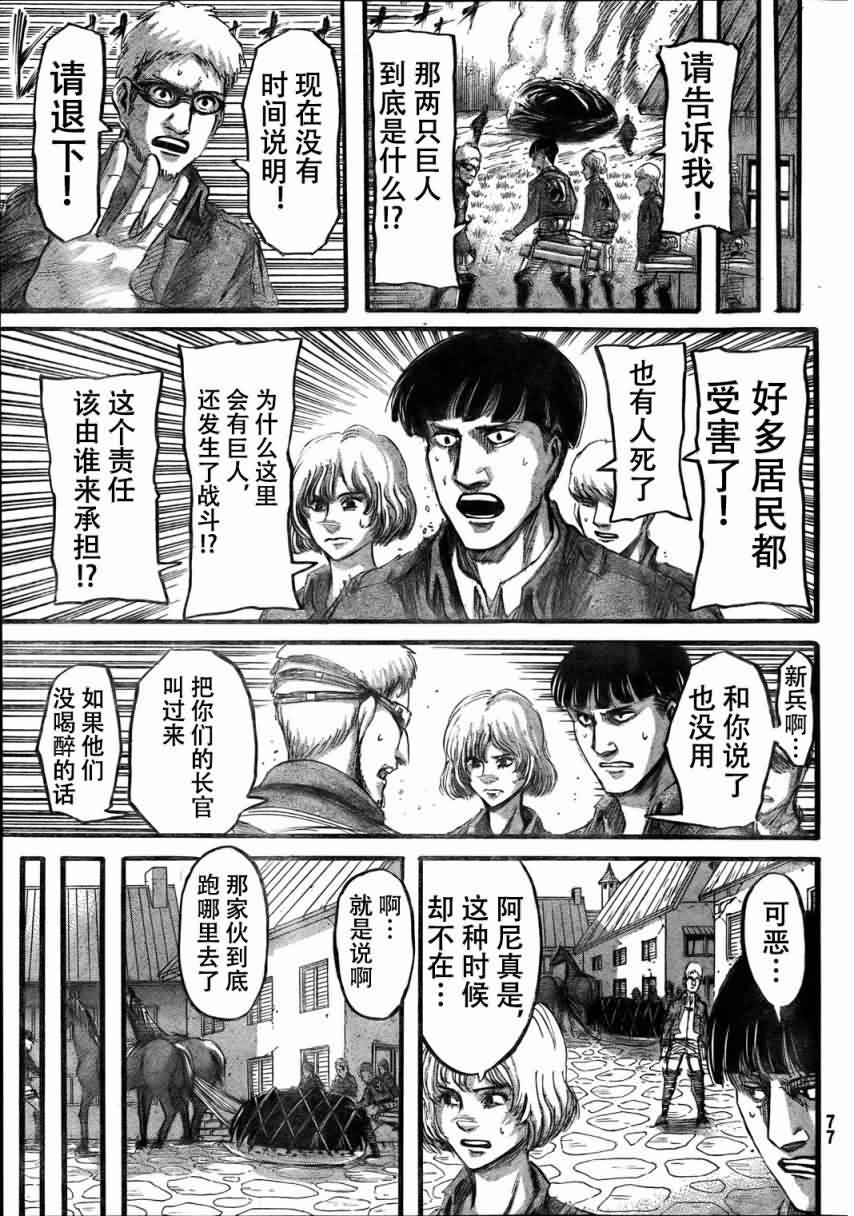 请告诉我！
那两只巨人
到底是什么!?
现在没有
时间说明！
请退下！
好多居民都
受害了！
也有人死了
为什么这里
会有巨人，
还发生了战斗!?
这个责任
该由谁来承担!?
新兵啊…
和你说了
也没用
把你们的长官
叫过来
如果他们
没喝醉的话
可恶…
阿尼真是，
这种时候
却不在…
啊…
就是说啊
那家伙到底
跑哪里去了
77